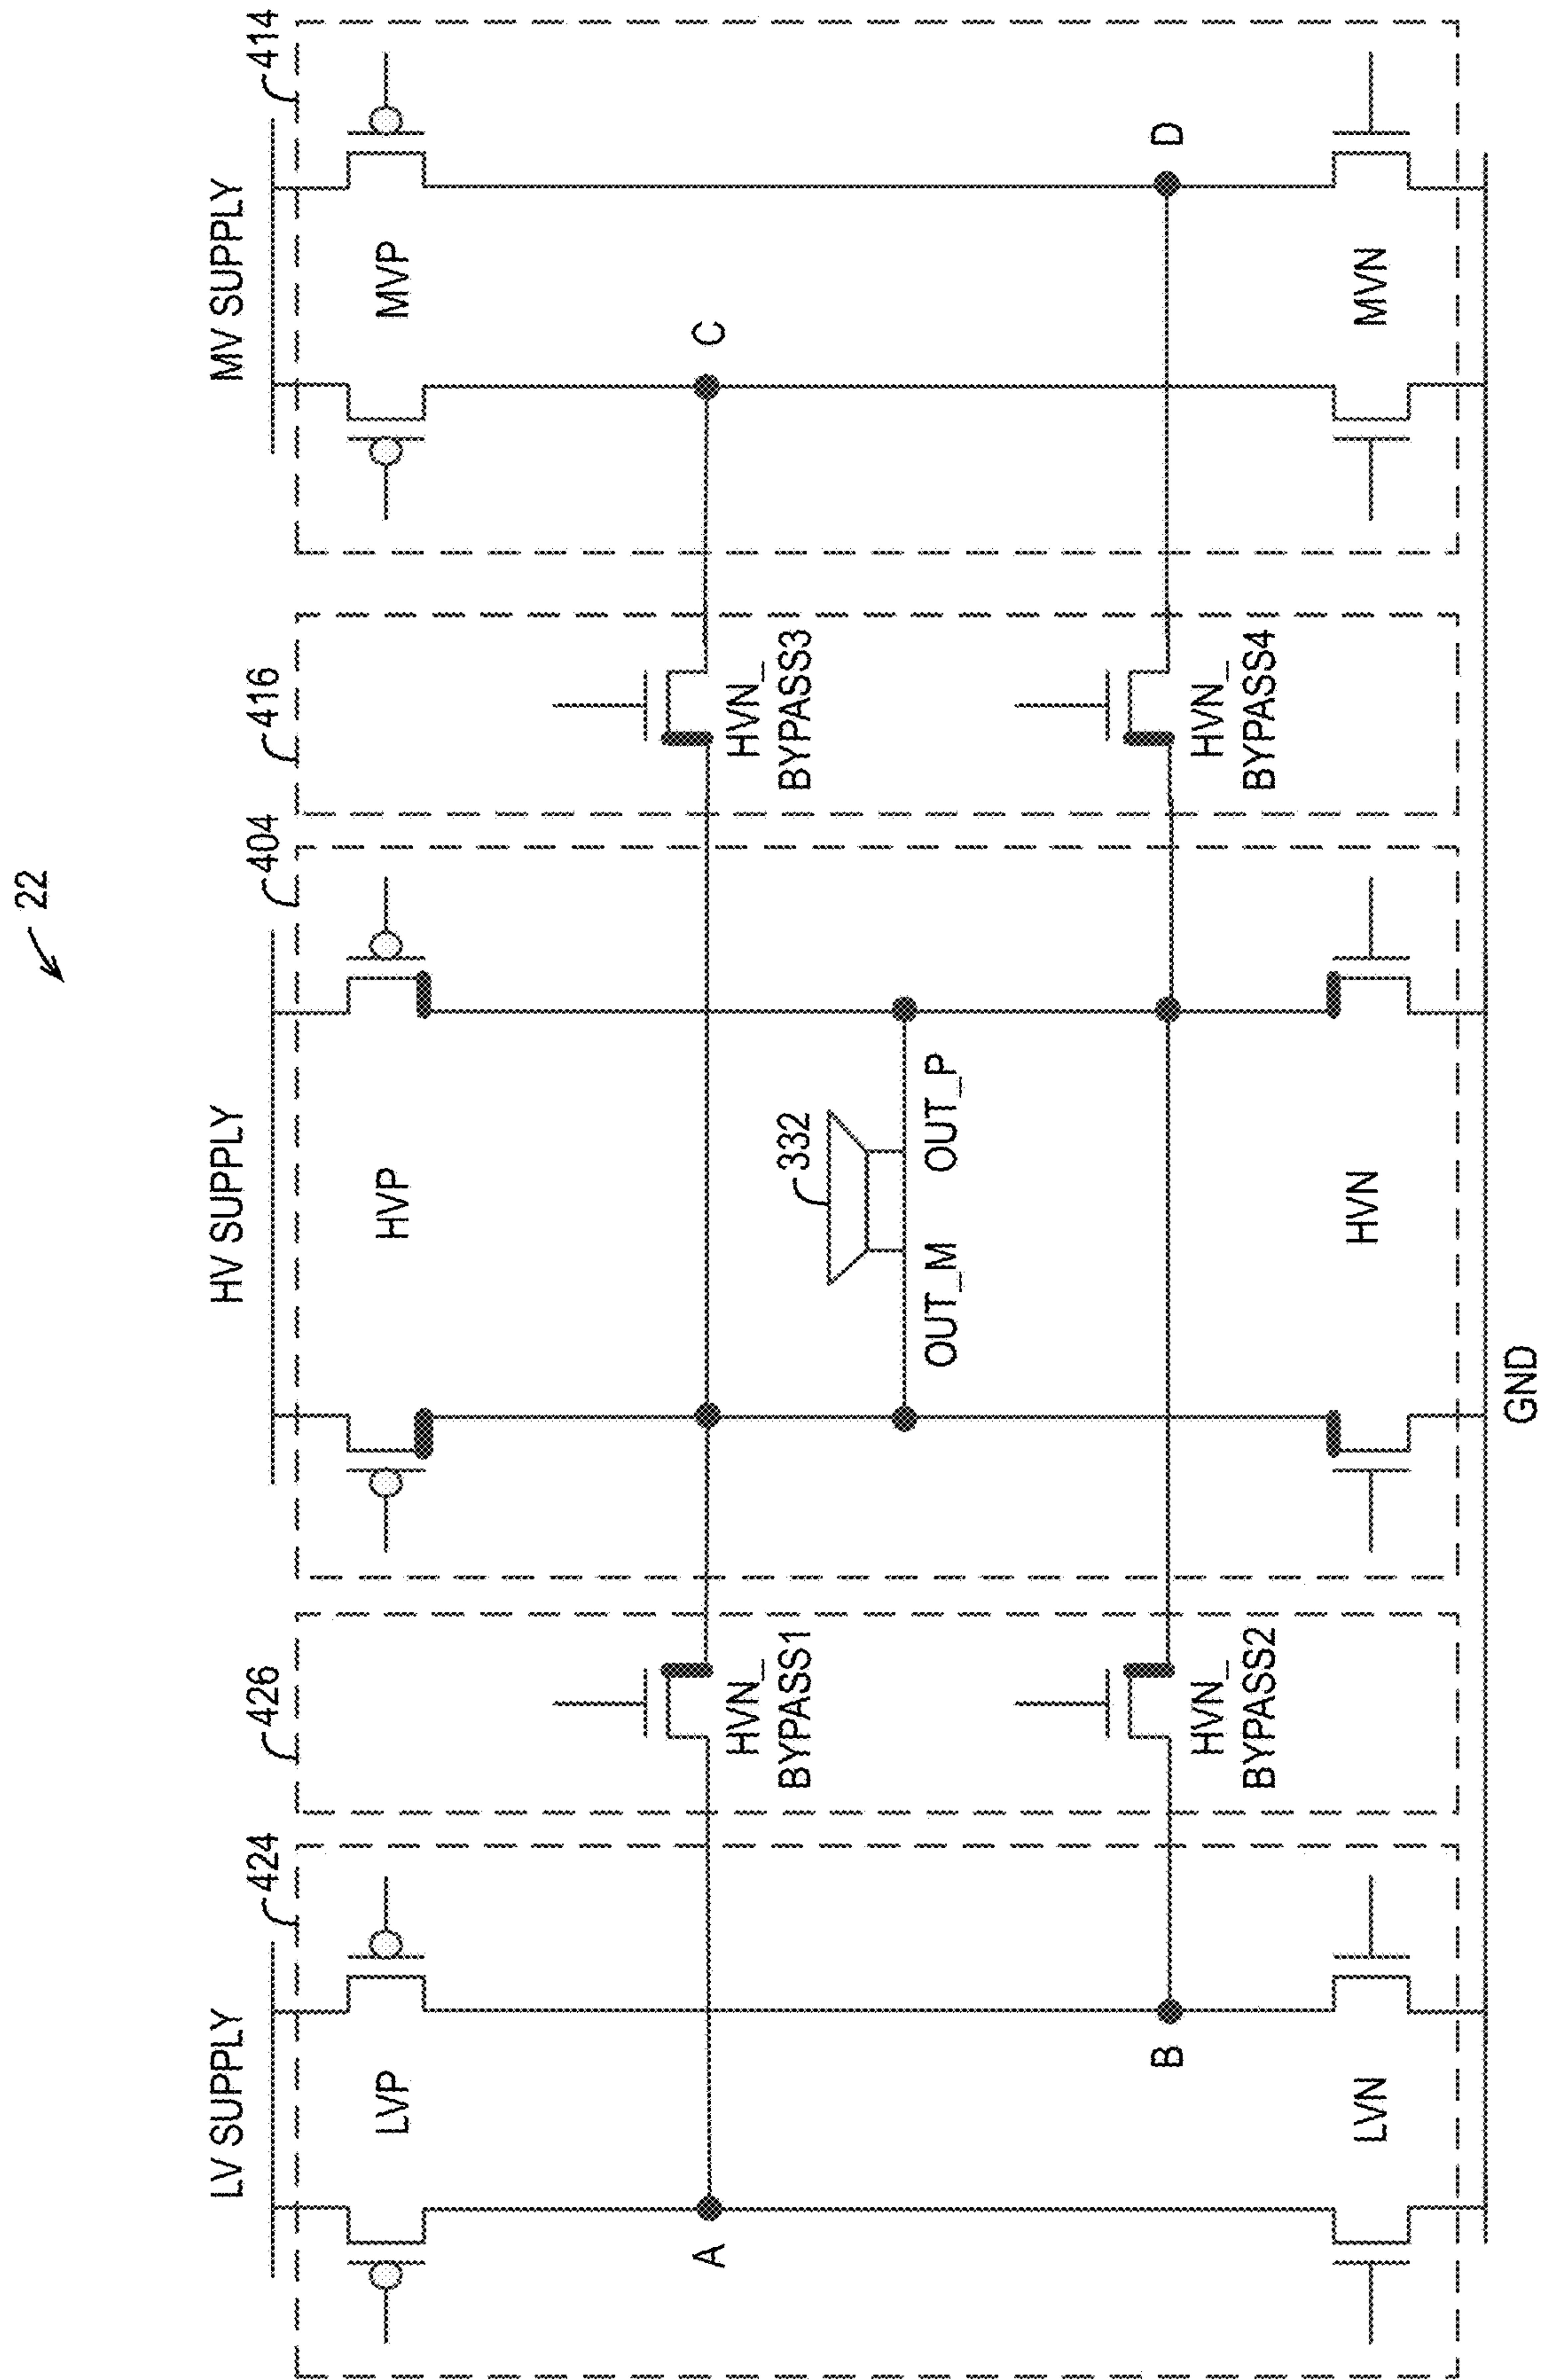 22
LV SUPPLY
424
426
HV SUPPLY
404
416
MV SUPPLY
414
LVP
HVP
MVP
A
HVN_
BYPASS1
HVN_
BYPASS3
C
332
OUT_M
OUT_P
B
HVN_
BYPASS2
HVN_
BYPASS4
D
LVN
HVN
MVN
GND